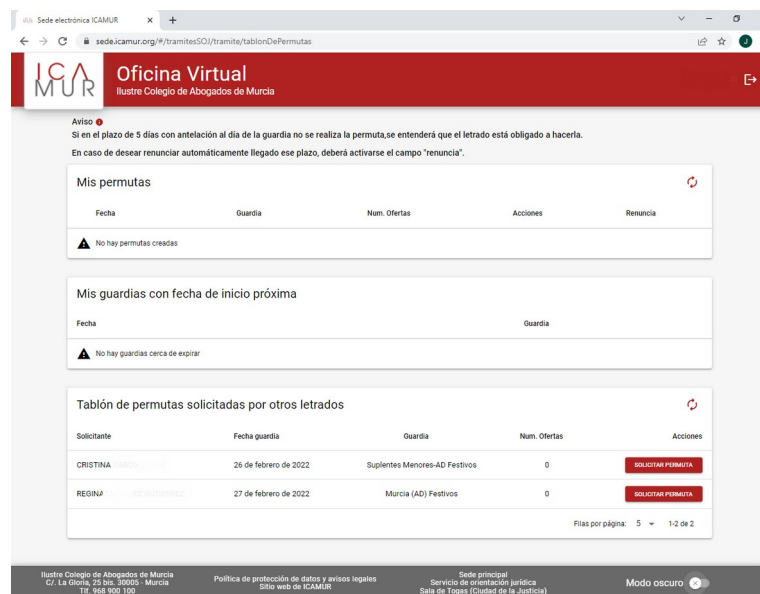 Sede electrónica ICAMUR
sede.icamur.org/#/tramitesSOJ/tramite/tablonDePermutas
J
ICA
MUR
Oficina Virtual
Ilustre Colegio de Abogados de Murcia
Aviso
Si en el plazo de 5 días con antelación al día de la guardia no se realiza la permuta,se entenderá que el letrado está obligado a hacerla.
En caso de desear renunciar automáticamente llegado ese plazo, deberá activarse el campo "renuncia".
Mis permutas
Fecha Guardia Num. Ofertas Acciones Renuncia
No hay permutas creadas
Mis guardias con fecha de inicio próxima
Fecha Guardia
No hay guardias cerca de expirar
Tablón de permutas solicitadas por otros letrados
Solicitante Fecha guardia Guardia Num. Ofertas Acciones
CRISTINA 26 de febrero de 2022 Suplentes Menores-AD Festivos 0 SOLICITAR PERMUTA
REGINA 27 de febrero de 2022 Murcia (AD) Festivos 0 SOLICITAR PERMUTA
Filas por página: 5 1-2 de 2
Ilustre Colegio de Abogados de Murcia
C/. La Gloria, 25 bis. 30005 - Murcia
Tlf. 968 900 100
Política de protección de datos y avisos legales
Sitio web de ICAMUR
Sede principal
Servicio de orientación jurídica
Sala de Togas (Ciudad de la Justicia)
Modo oscuro